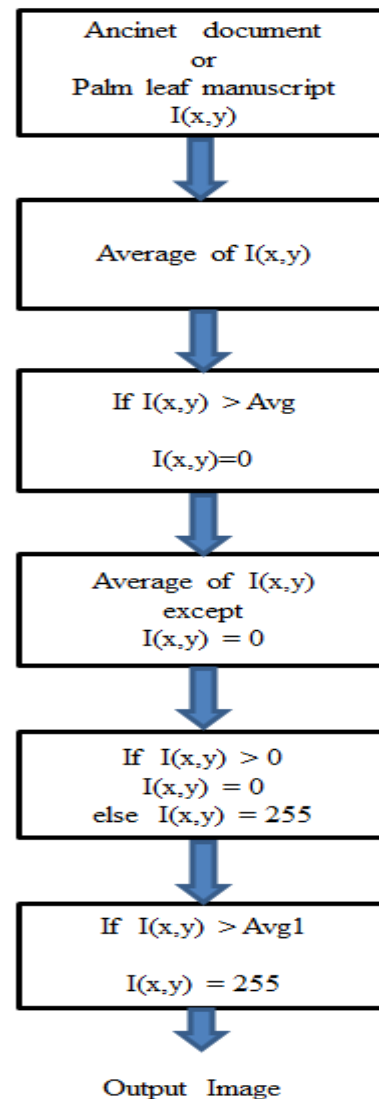 Ancinet document
or
Palm leaf manuscript
I(x,y)
Average of I(x,y)
If I(x,y) > Avg
I(x,y)=0
Average of I(x,y)
except
I(x,y) = 0
If I(x,y) > 0
I(x,y) = 0
else I(x,y) = 255
If I(x,y) > Avg1
I(x,y) = 255
Output Image